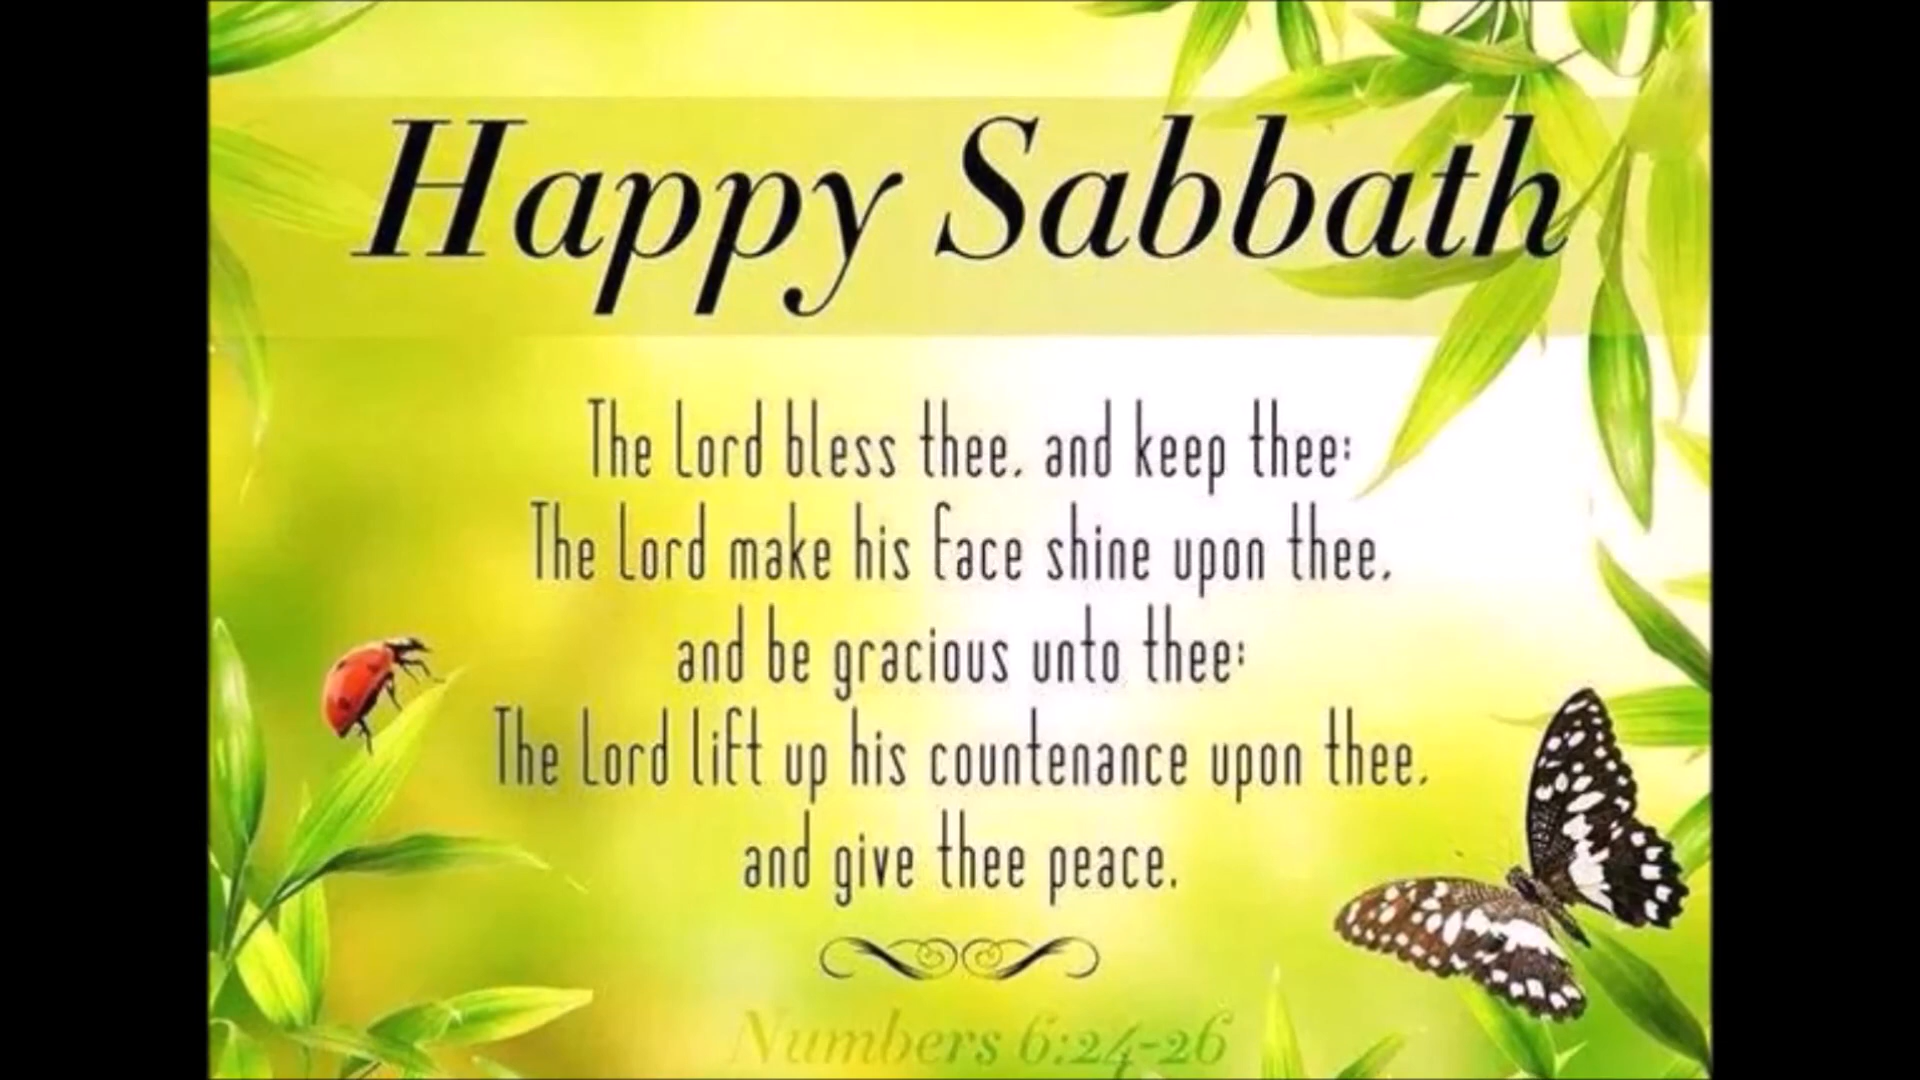 Happy Sabbath
The Lord bless thee, and keep thee:
The Lord make his face shine upon thee,
and be gracious unto thee:
The Lord lift up his countenance upon thee,
and give thee peace.
Numbers 6:24-26